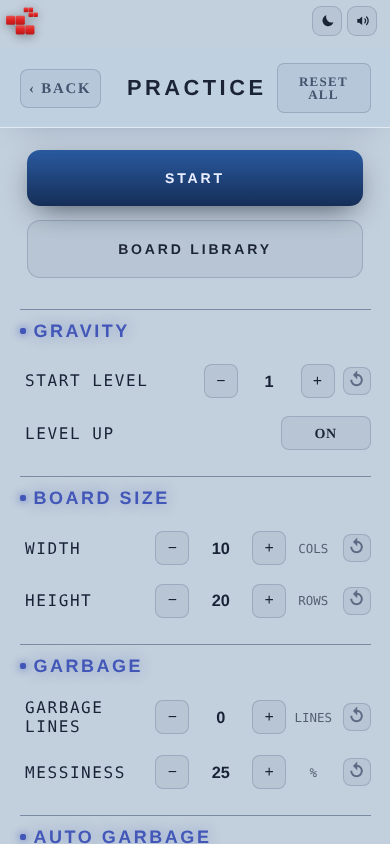 ‹ BACK
PRACTICE
RESET
ALL
START
BOARD LIBRARY
GRAVITY
START LEVEL
−
1
+
LEVEL UP
ON
BOARD SIZE
WIDTH
−
10
+
COLS
HEIGHT
−
20
+
ROWS
GARBAGE
GARBAGE
LINES
−
0
+
LINES
MESSINESS
−
25
+
%
AUTO GARBAGE